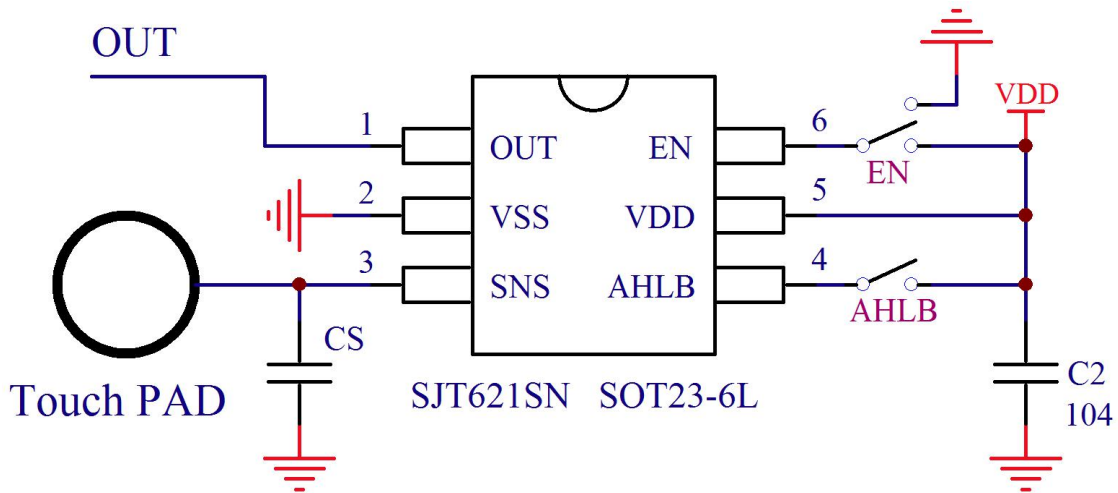 OUT
VDD
1
OUT
EN
6
EN
2
VSS
VDD
5
3
SNS
AHLB
4
AHLB
CS
Touch PAD
SJT621SN SOT23-6L
C2
104